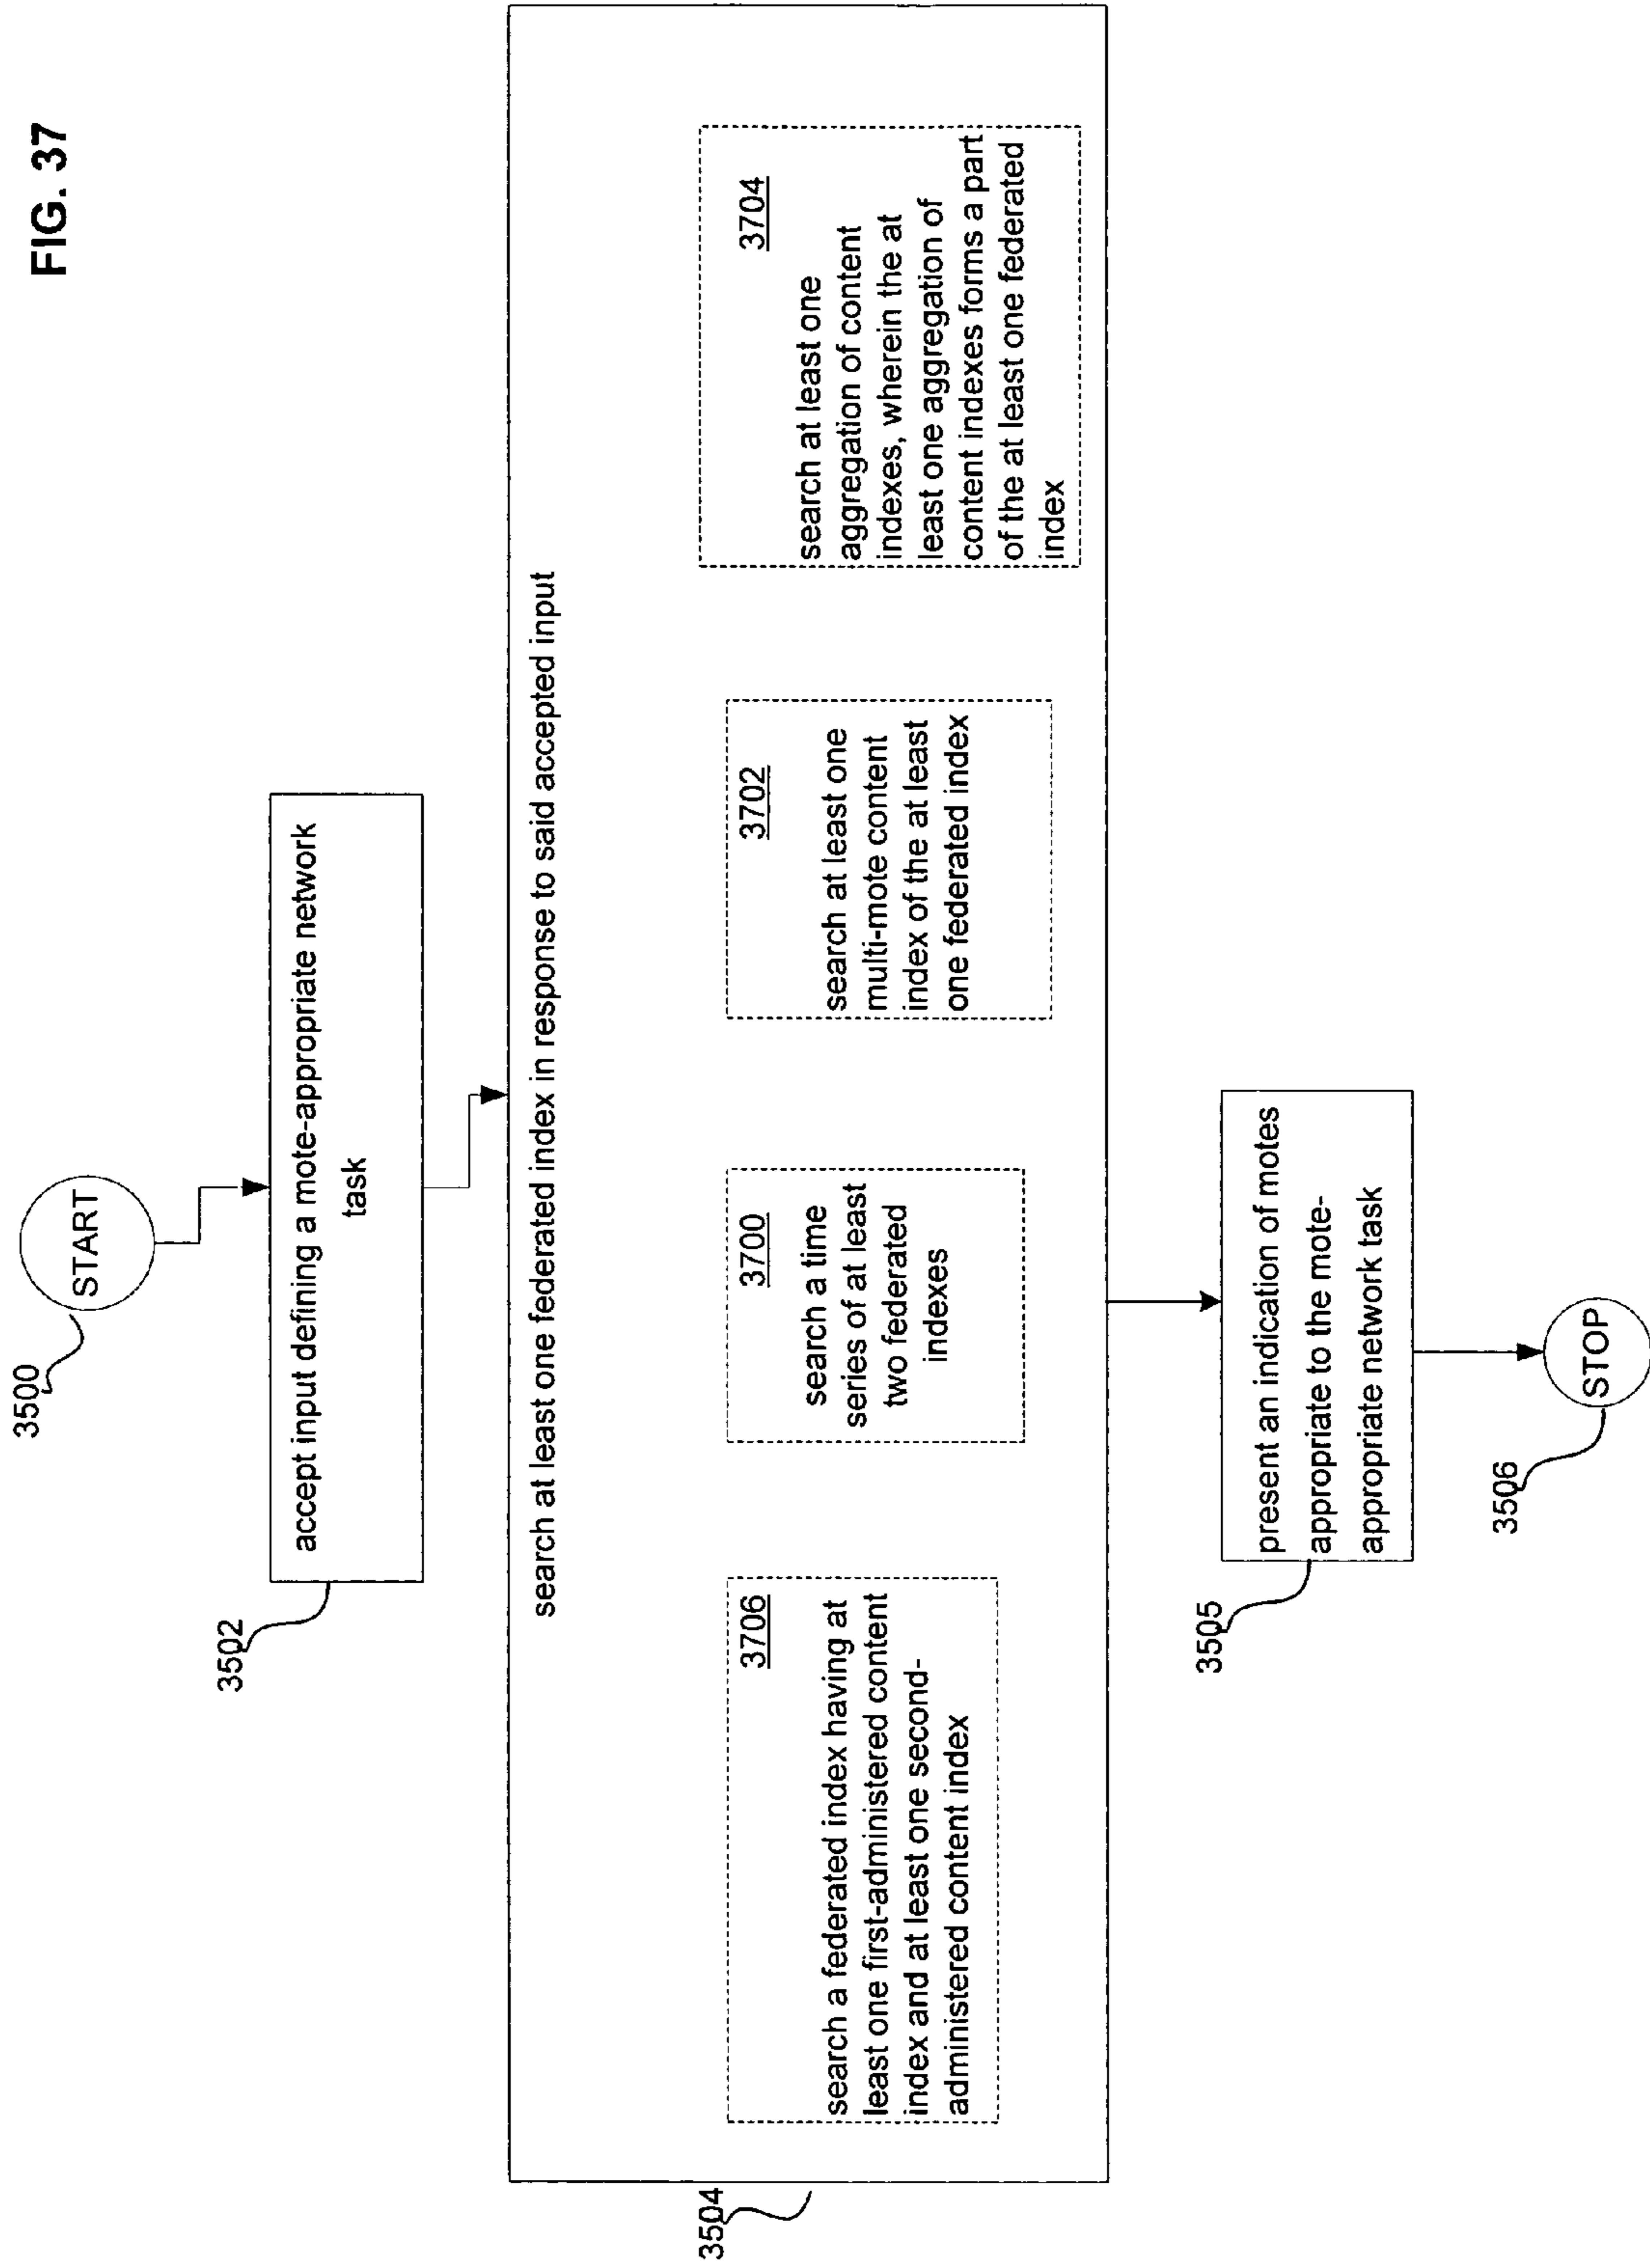 FIG. 37
3500
START
3502
accept input defining a mote-appropriate network
task
3504
search at least one federated index in response to said accepted input
3706
search a federated index having at
least one first-administered content
index and at least one second-
administered content index
3700
search a time
series of at least
two federated
indexes
3702
search at least one
multi-mote content
index of the at least
one federated index
3704
search at least one
aggregation of content
indexes, wherein the at
least one aggregation of
content indexes forms a part
of the at least one federated
index
3505
present an indication of motes
appropriate to the mote-
appropriate network task
3506
STOP